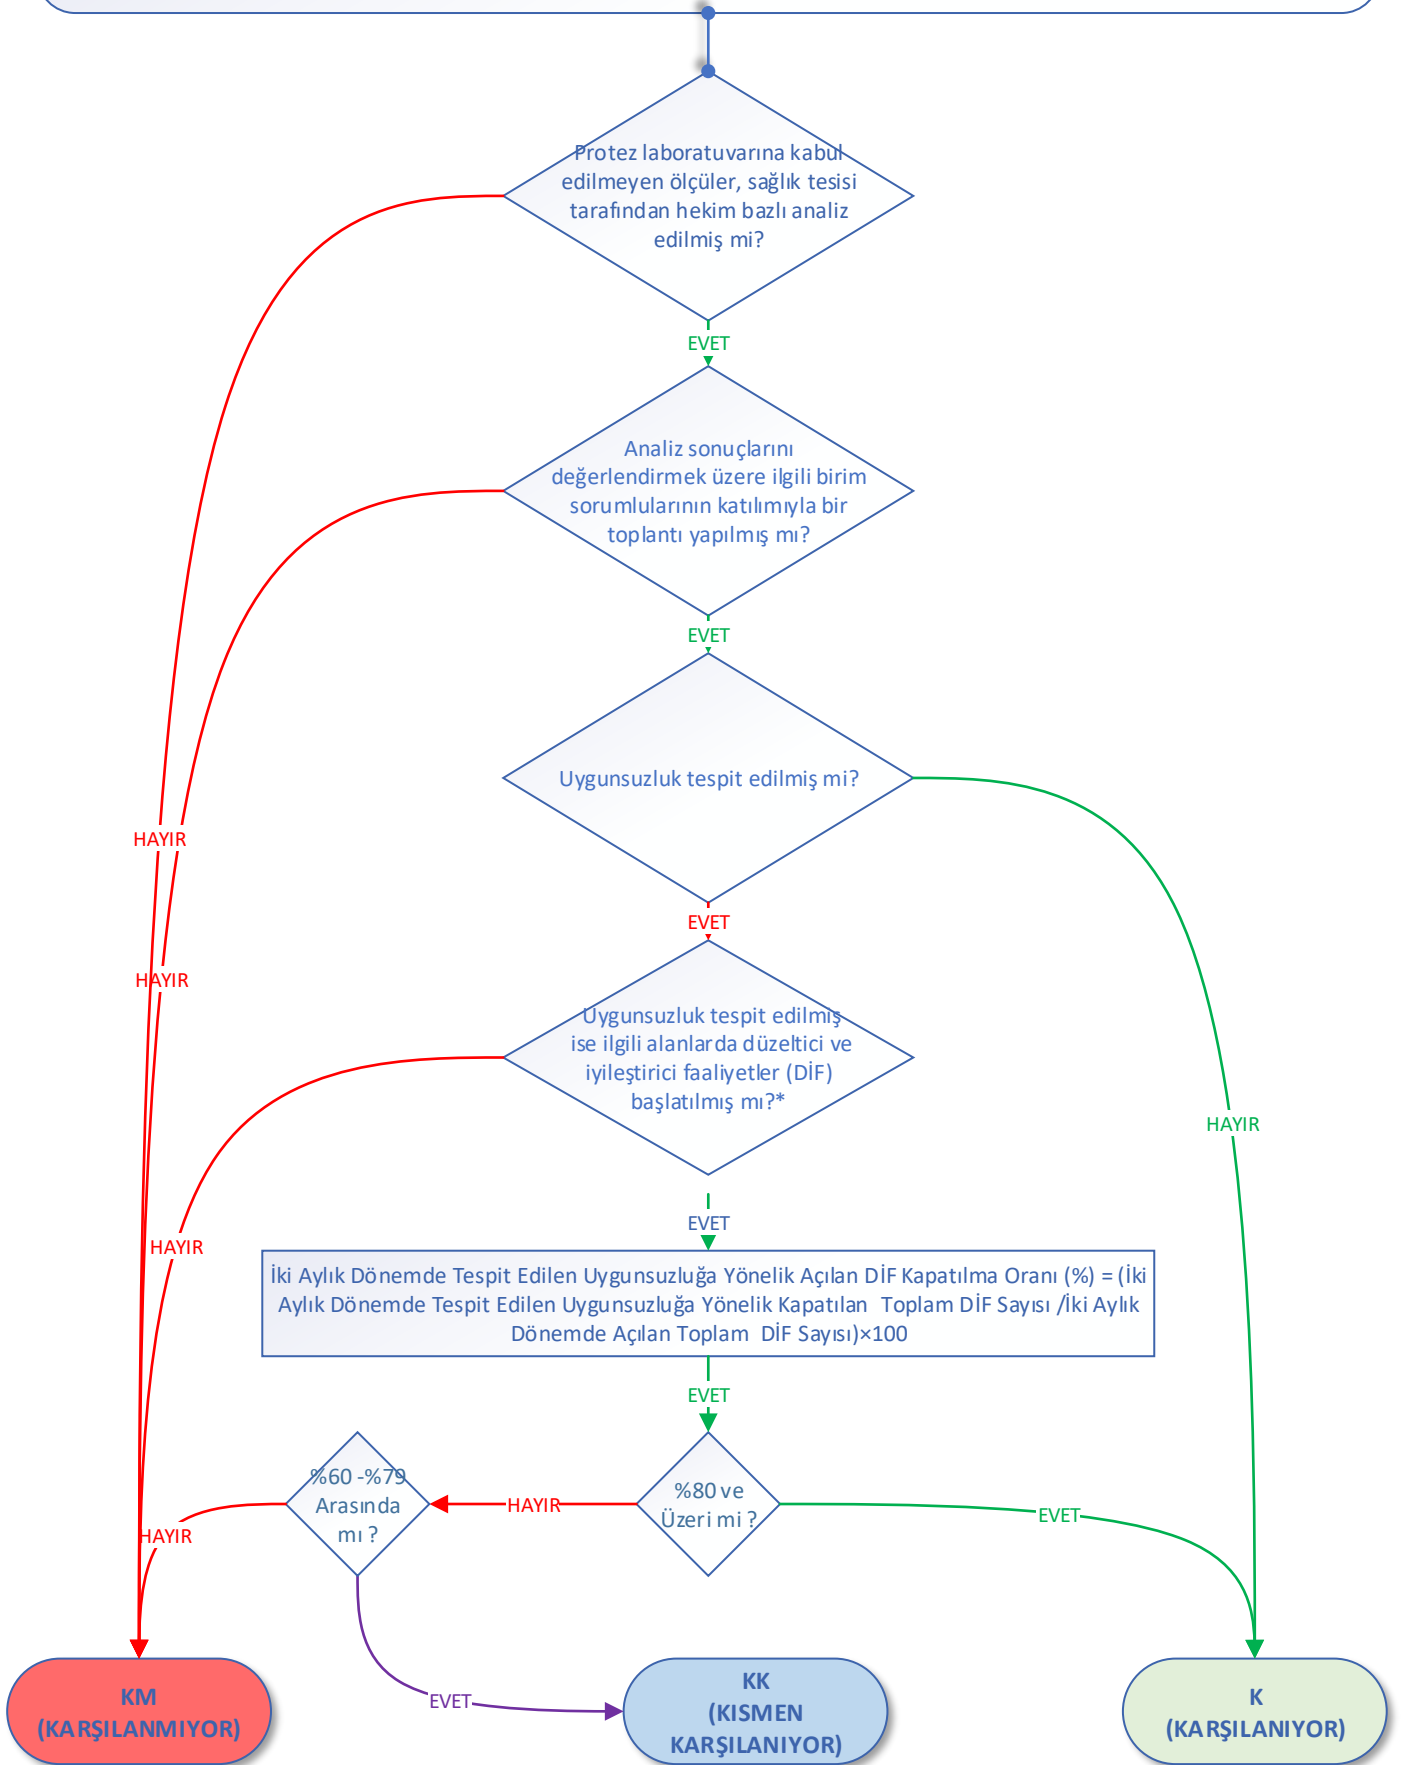 Protez laboratuvarına kabul
edilmeyen ölçüler, sağlık tesisi
tarafından hekim bazlı analiz
edilmiş mi?
EVET
Analiz sonuçlarını
değerlendirmek üzere ilgili birim
sorumlularının katılımıyla bir
toplantı yapılmış mı?
EVET
Uygunsuzluk tespit edilmiş mi?
HAYIR
EVET
HAYIR
Uygunsuzluk tespit edilmiş
ise ilgili alanlarda düzeltici ve
iyileştirici faaliyetler (DİF)
başlatılmış mı?*
HAYIR
EVET
HAYIR
İki Aylık Dönemde Tespit Edilen Uygunsuzluğa Yönelik Açılan DİF Kapatılma Oranı (%) = (İki
Aylık Dönemde Tespit Edilen Uygunsuzluğa Yönelik Kapatılan Toplam DİF Sayısı /İki Aylık
Dönemde Açılan Toplam DİF Sayısı)×100
EVET
%60 -%79
Arasında
mı ?
HAYIR
%80 ve
Üzeri mi ?
EVET
HAYIR
EVET
KM
(KARŞILANMIYOR)
KK
(KISMEN
KARŞILANIYOR)
K
(KARŞILANIYOR)